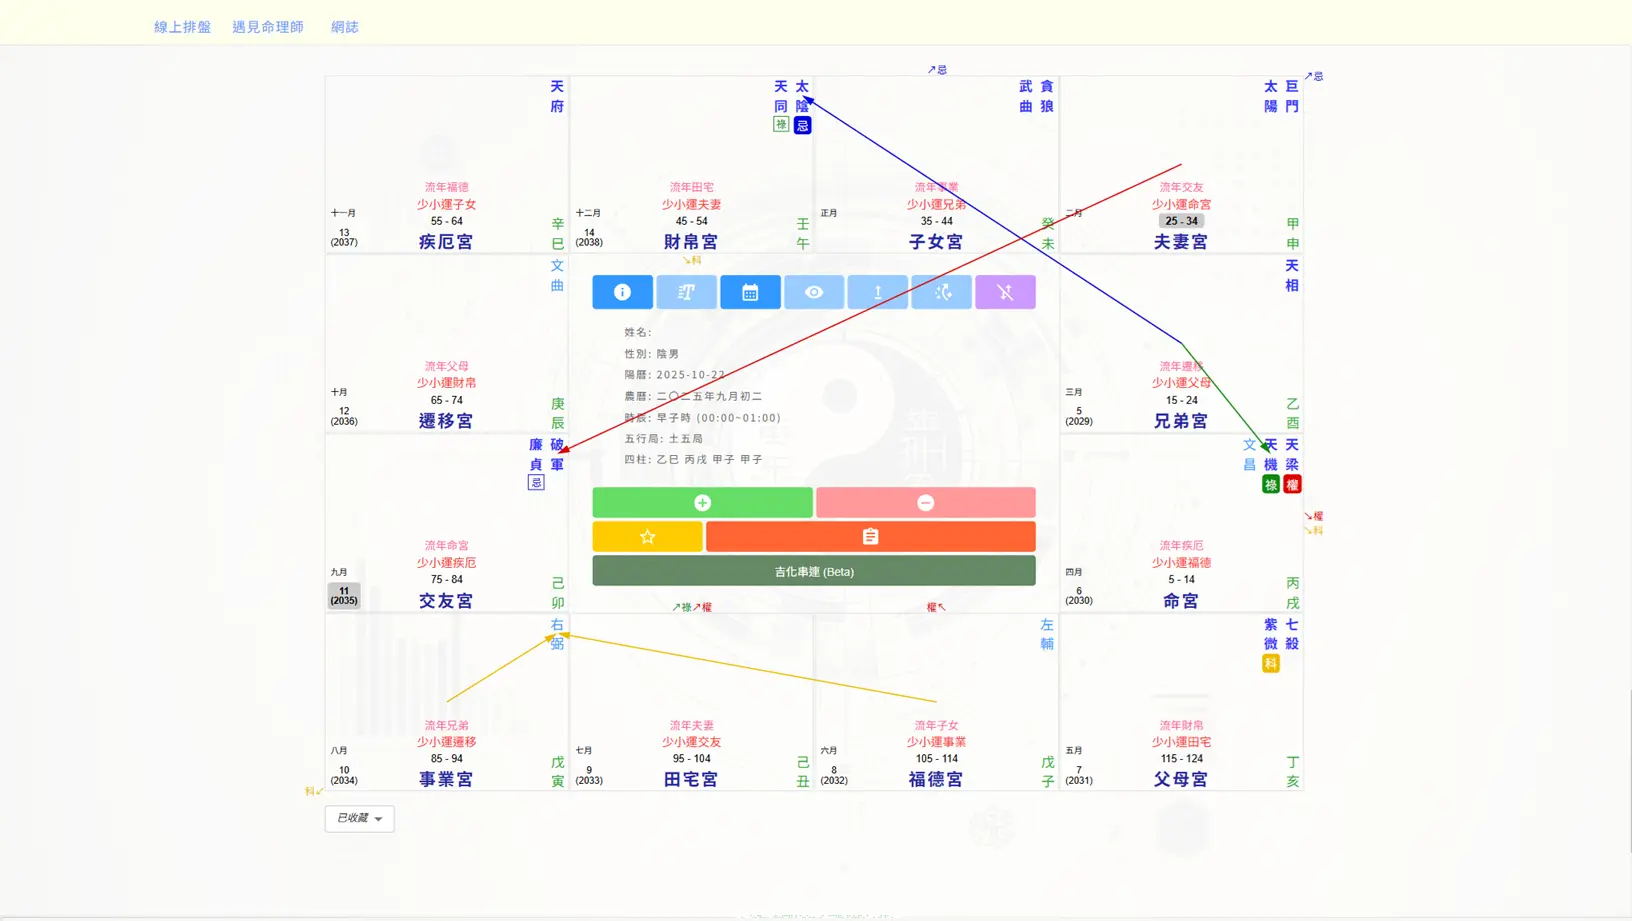 線上排盤 遇見命理師 網誌
↗忌
↗忌
天府
流年福德
少小運子女
55 - 64
疾厄宮
十一月
13
(2037)
辛巳
天同 太陰
祿 忌
流年田宅
少小運夫妻
45 - 54
財帛宮
十二月
14
(2038)
壬午
↘科
武曲 貪狼
流年事業
少小運兄弟
35 - 44
子女宮
正月
癸未
太陽 巨門
流年交友
少小運命宮
25 - 34
夫妻宮
二月
甲申
文曲
流年父母
少小運財帛
65 - 74
遷移宮
十月
12
(2036)
庚辰
姓名:
性別: 陰男
陽曆: 2025-10-22
農曆: 二〇二五年九月初二
時辰: 早子時 (00:00~01:00)
五行局: 土五局
四柱: 乙巳 丙戌 甲子 甲子
吉化串連 (Beta)
↗祿↗權
權↖
天相
流年遷移
少小運父母
15 - 24
兄弟宮
三月
5
(2029)
乙酉
廉貞 破軍
忌
流年命宮
少小運疾厄
75 - 84
交友宮
九月
11
(2035)
己卯
文昌 天機 天梁
祿 權
↘權
↘科
流年疾厄
少小運福德
5 - 14
命宮
四月
6
(2030)
丙戌
右弼
流年兄弟
少小運遷移
85 - 94
事業宮
八月
10
(2034)
戊寅
科↙
流年夫妻
少小運交友
95 - 104
田宅宮
七月
9
(2033)
己丑
左輔
流年子女
少小運事業
105 - 114
福德宮
六月
8
(2032)
戊子
紫微 七殺
科
流年財帛
少小運田宅
115 - 124
父母宮
五月
7
(2031)
丁亥
已收藏